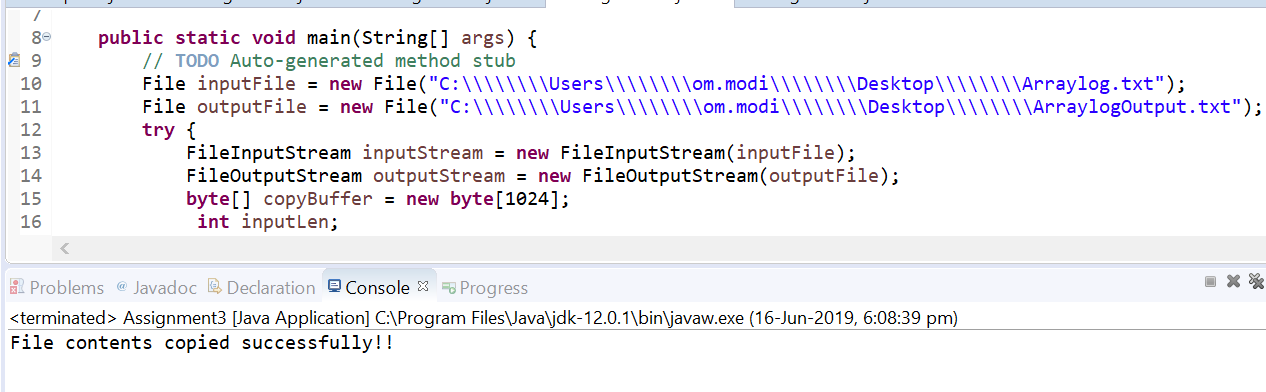 7
8 public static void main(String[] args) {
9 // TODO Auto-generated method stub
10 File inputFile = new File("C:\\\\\\\\Users\\\\\\\\om.modi\\\\\\\\Desktop\\\\\\\\Arraylog.txt");
11 File outputFile = new File("C:\\\\\\\\Users\\\\\\\\om.modi\\\\\\\\Desktop\\\\\\\\ArraylogOutput.txt");
12 try {
13 FileInputStream inputStream = new FileInputStream(inputFile);
14 FileOutputStream outputStream = new FileOutputStream(outputFile);
15 byte[] copyBuffer = new byte[1024];
16 int inputLen;
Problems @ Javadoc Declaration Console Progress
<terminated> Assignment3 [Java Application] C:\Program Files\Java\jdk-12.0.1\bin\javaw.exe (16-Jun-2019, 6:08:39 pm)
File contents copied successfully!!